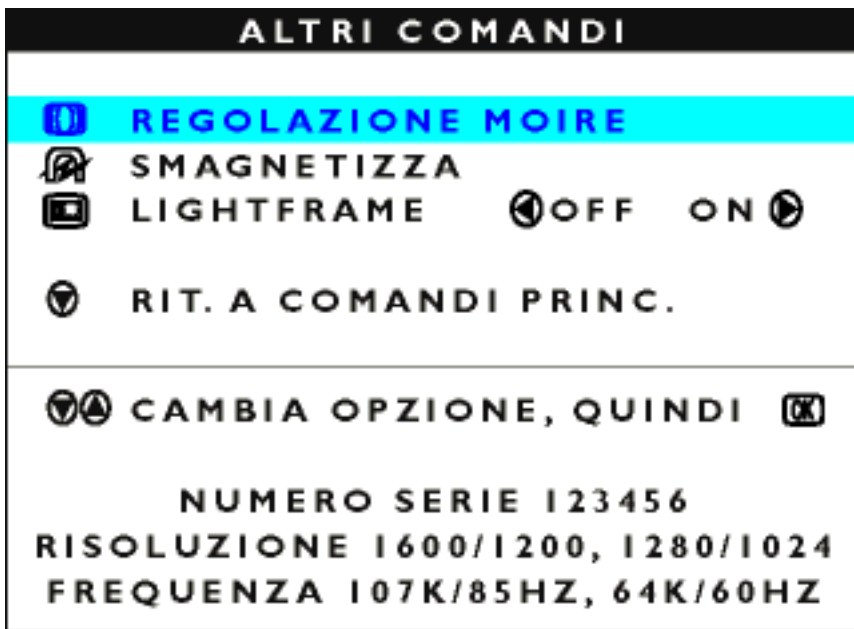 ALTRI COMANDI
REGOLAZIONE MOIRE
SMAGNETIZZA
LIGHTFRAME OFF ON
RIT. A COMANDI PRINC.
CAMBIA OPZIONE, QUINDI OK
NUMERO SERIE 123456
RISOLUZIONE 1600/1200, 1280/1024
FREQUENZA 107K/85HZ, 64K/60HZ